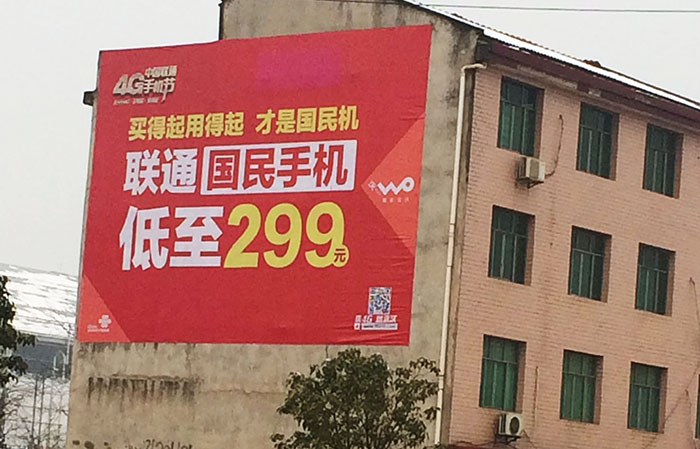 中国联通
4G手机节
买得起用得起 才是国民机
联通国民手机
低至299元
wo